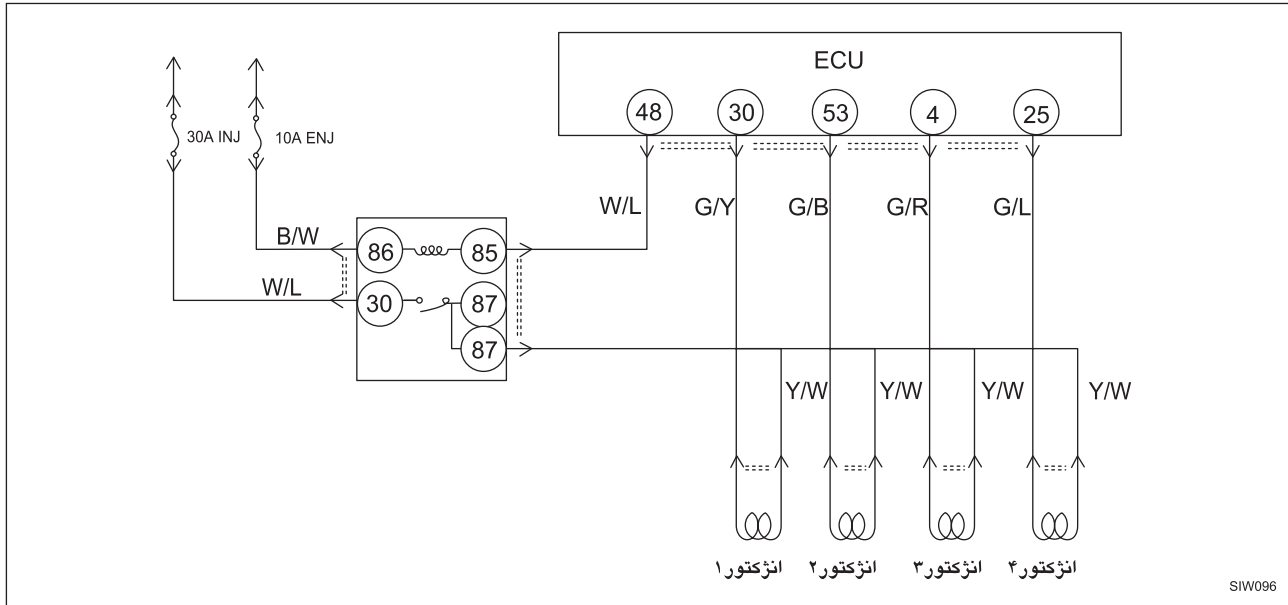 ECU
48 30 53 4 25
30A INJ 10A ENJ
W/L G/Y G/B G/R G/L
B/W
86 85
W/L
30 87
87
Y/W Y/W Y/W Y/W
انژکتور۱ انژکتور۲ انژکتور۳ انژکتور۴
SIW096